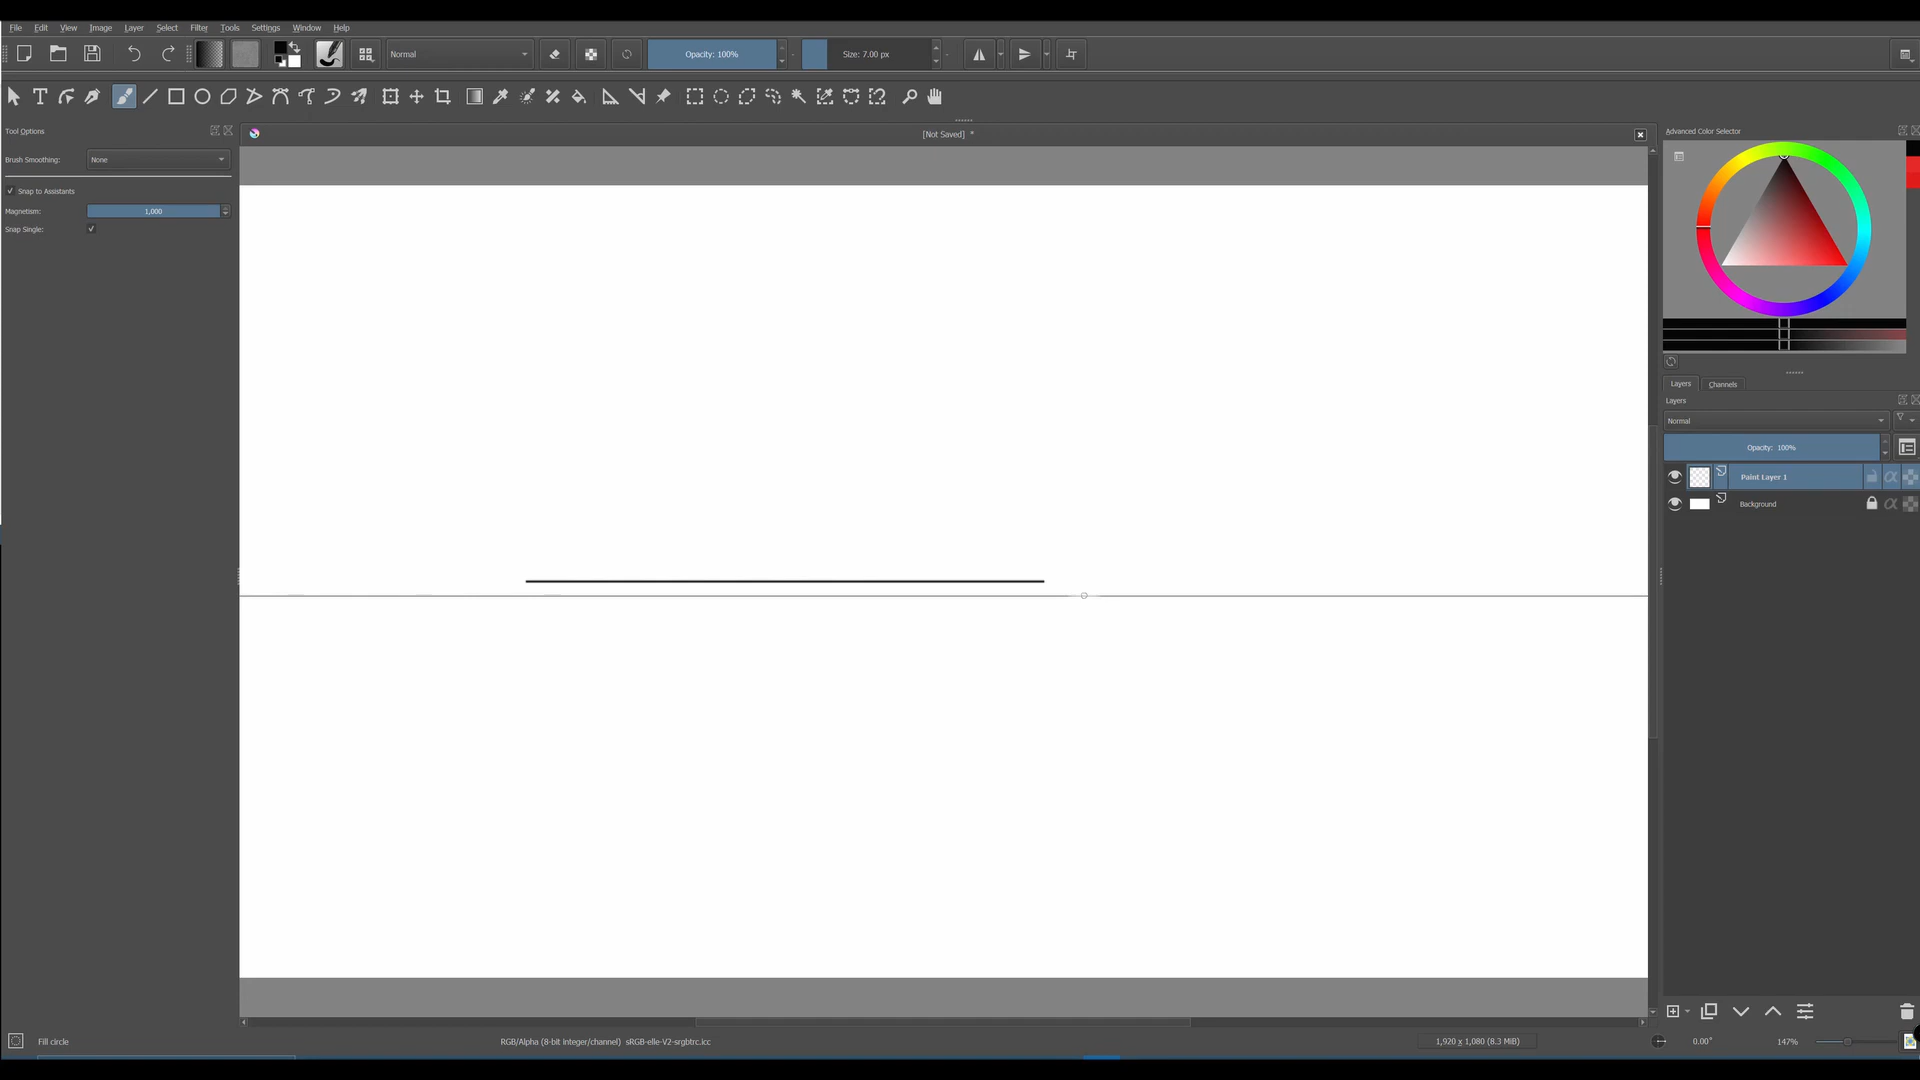 File Edit View Image Layer Select Filter Tools Settings Window Help
Normal Opacity: 100% Size: 7.00 px
Tool Options
[Not Saved] *
Advanced Color Selector
Brush Smoothing: None
Snap to Assistants
Magnetism: 1,000
Snap Single:
Layers Channels
Layers
Normal
Opacity: 100%
Paint Layer 1
Background
Fill circle
RGB/Alpha (8-bit integer/channel) sRGB-elle-V2-srgbtrc.icc
1,920 x 1,080 (8.3 MiB)
0.00°
147%